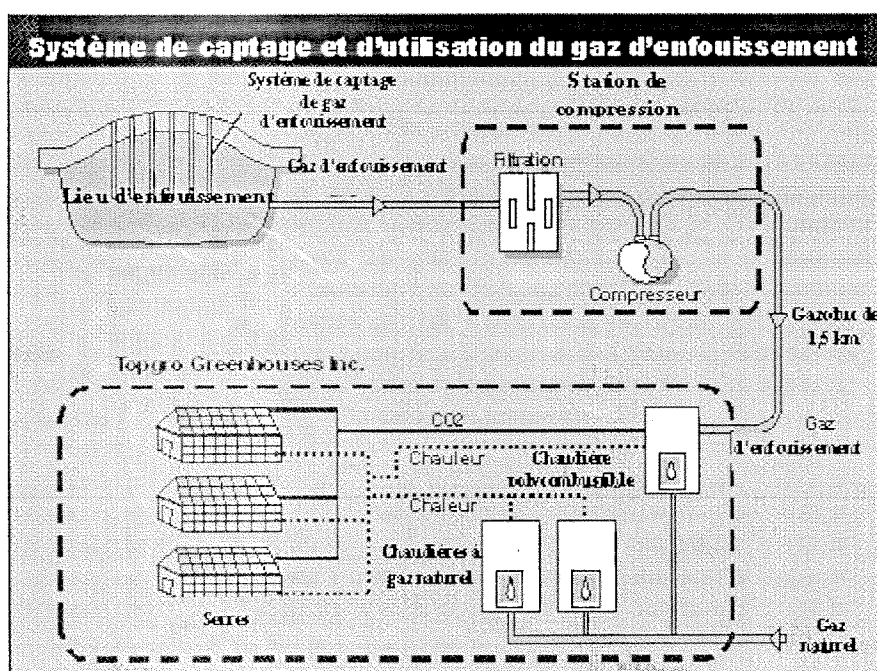 Système de captage et d'utilisation du gaz d'enfouissement
Système de captage
de gaz
d'enfouissement
Station de
compression
Gaz d'enfouissement
Filtration
Lieu d'enfouissement
Compresseur
Gazoduc de
1,5 km
Topgro Greenhouses Inc.
CO2
Gaz
d'enfouissement
Chauleur
Chaudière
polycombustible
Chaleur
Chaudières à
gaz naturel
Serres
Gaz
naturel